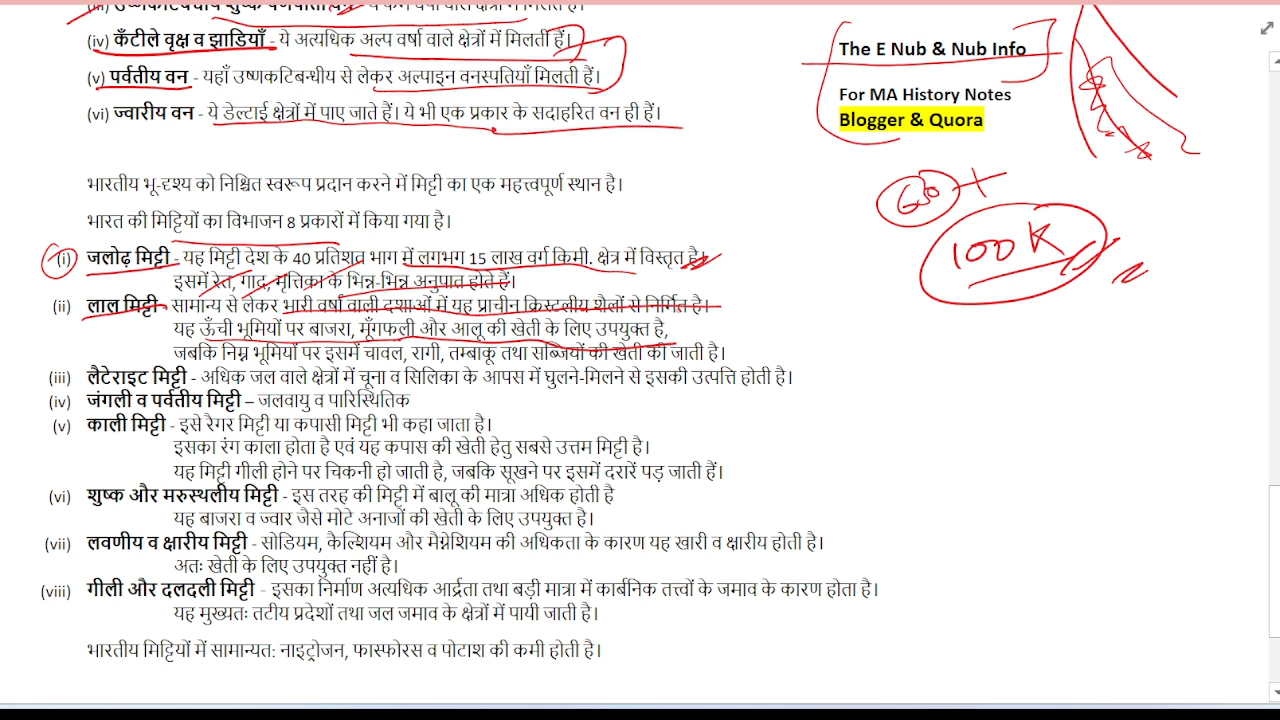 (iv) कँटीले वृक्ष व झाडियाँ - ये अत्यधिक अल्प वर्षा वाले क्षेत्रों में मिलती हैं।
(v) पर्वतीय वन - यहाँ उष्णकटिबन्धीय से लेकर अल्पाइन वनस्पतियाँ मिलती हैं।
(vi) ज्वारीय वन - ये डेल्टाई क्षेत्रों में पाए जाते हैं। ये भी एक प्रकार के सदाहरित वन ही हैं।
The E Nub & Nub Info
For MA History Notes
Blogger & Quora
100 K
भारतीय भू-दृश्य को निश्चित स्वरूप प्रदान करने में मिट्टी का एक महत्त्वपूर्ण स्थान है।
भारत की मिट्टियों का विभाजन 8 प्रकारों में किया गया है।
(i) जलोढ़ मिट्टी - यह मिट्टी देश के 40 प्रतिशत भाग में लगभग 15 लाख वर्ग किमी. क्षेत्र में विस्तृत है।
इसमें रेत, गाद, मृत्तिका के भिन्न-भिन्न अनुपात होते हैं।
(ii) लाल मिट्टी - सामान्य से लेकर भारी वर्षा वाली दशाओं में यह प्राचीन क्रिस्टलीय शैलों से निर्मित है।
यह ऊँची भूमियों पर बाजरा, मूँगफली और आलू की खेती के लिए उपयुक्त है,
जबकि निम्न भूमियों पर इसमें चावल, रागी, तम्बाकू तथा सब्जियों की खेती की जाती है।
(iii) लैटेराइट मिट्टी - अधिक जल वाले क्षेत्रों में चूना व सिलिका के आपस में घुलने-मिलने से इसकी उत्पत्ति होती है।
(iv) जंगली व पर्वतीय मिट्टी – जलवायु व पारिस्थितिक
(v) काली मिट्टी - इसे रैगर मिट्टी या कपासी मिट्टी भी कहा जाता है।
इसका रंग काला होता है एवं यह कपास की खेती हेतु सबसे उत्तम मिट्टी है।
यह मिट्टी गीली होने पर चिकनी हो जाती है, जबकि सूखने पर इसमें दरारें पड़ जाती हैं।
(vi) शुष्क और मरुस्थलीय मिट्टी - इस तरह की मिट्टी में बालू की मात्रा अधिक होती है
यह बाजरा व ज्वार जैसे मोटे अनाजों की खेती के लिए उपयुक्त है।
(vii) लवणीय व क्षारीय मिट्टी - सोडियम, कैल्शियम और मैग्नेशियम की अधिकता के कारण यह खारी व क्षारीय होती है।
अतः खेती के लिए उपयुक्त नहीं है।
(viii) गीली और दलदली मिट्टी - इसका निर्माण अत्यधिक आर्द्रता तथा बड़ी मात्रा में कार्बनिक तत्त्वों के जमाव के कारण होता है।
यह मुख्यतः तटीय प्रदेशों तथा जल जमाव के क्षेत्रों में पायी जाती है।
भारतीय मिट्टियों में सामान्यत: नाइट्रोजन, फास्फोरस व पोटाश की कमी होती है।